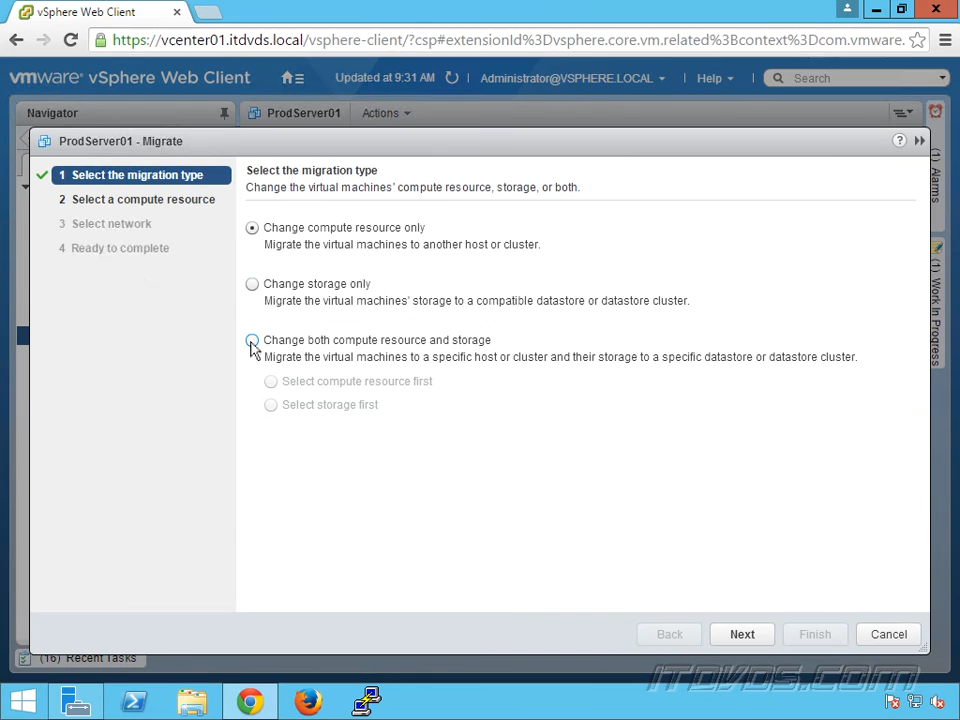 vSphere Web Client
https://vcenter01.itdvds.local/vsphere-client/?csp#extensionId%3Dvsphere.core.vm.related%3Bcontext%3Dcom.vmware.
vmware® vSphere Web Client
Updated at 9:31 AM
Administrator@VSPHERE.LOCAL
Help
Search
Navigator
ProdServer01
Actions
ProdServer01 - Migrate
1 Select the migration type
2 Select a compute resource
3 Select network
4 Ready to complete
Select the migration type
Change the virtual machines' compute resource, storage, or both.
Change compute resource only
Migrate the virtual machines to another host or cluster.
Change storage only
Migrate the virtual machines' storage to a compatible datastore or datastore cluster.
Change both compute resource and storage
Migrate the virtual machines to a specific host or cluster and their storage to a specific datastore or datastore cluster.
Select compute resource first
Select storage first
Back
Next
Finish
Cancel
(1) Alarms
(1) Work In Progress
(16) Recent Tasks
ITDVDS.COM